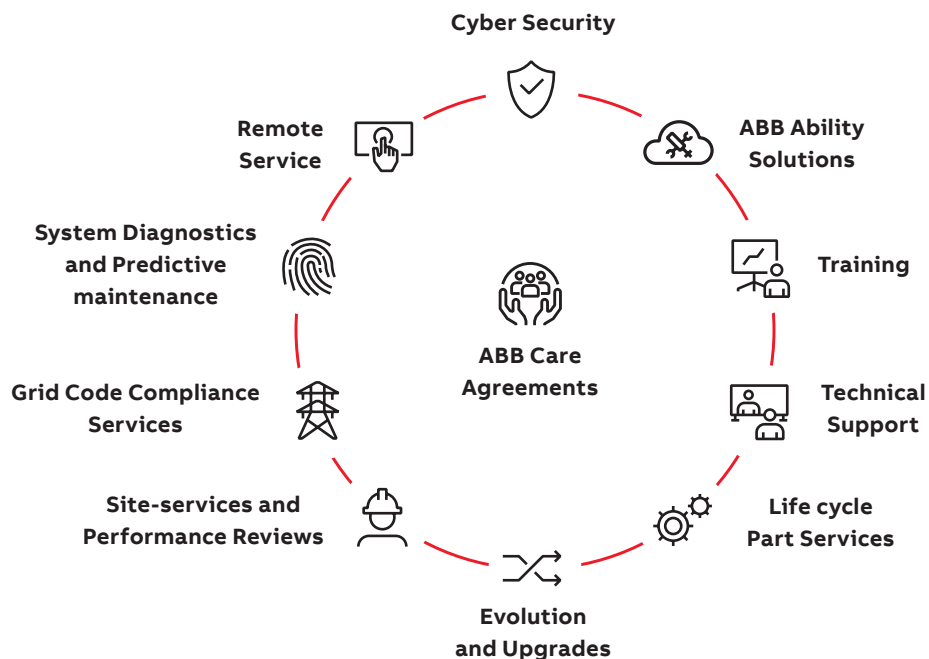 Cyber Security
ABB Ability
Solutions
Training
Technical
Support
Life cycle
Part Services
Evolution
and Upgrades
Site-services and
Performance Reviews
Grid Code Compliance
Services
System Diagnostics
and Predictive
maintenance
Remote
Service
ABB Care
Agreements